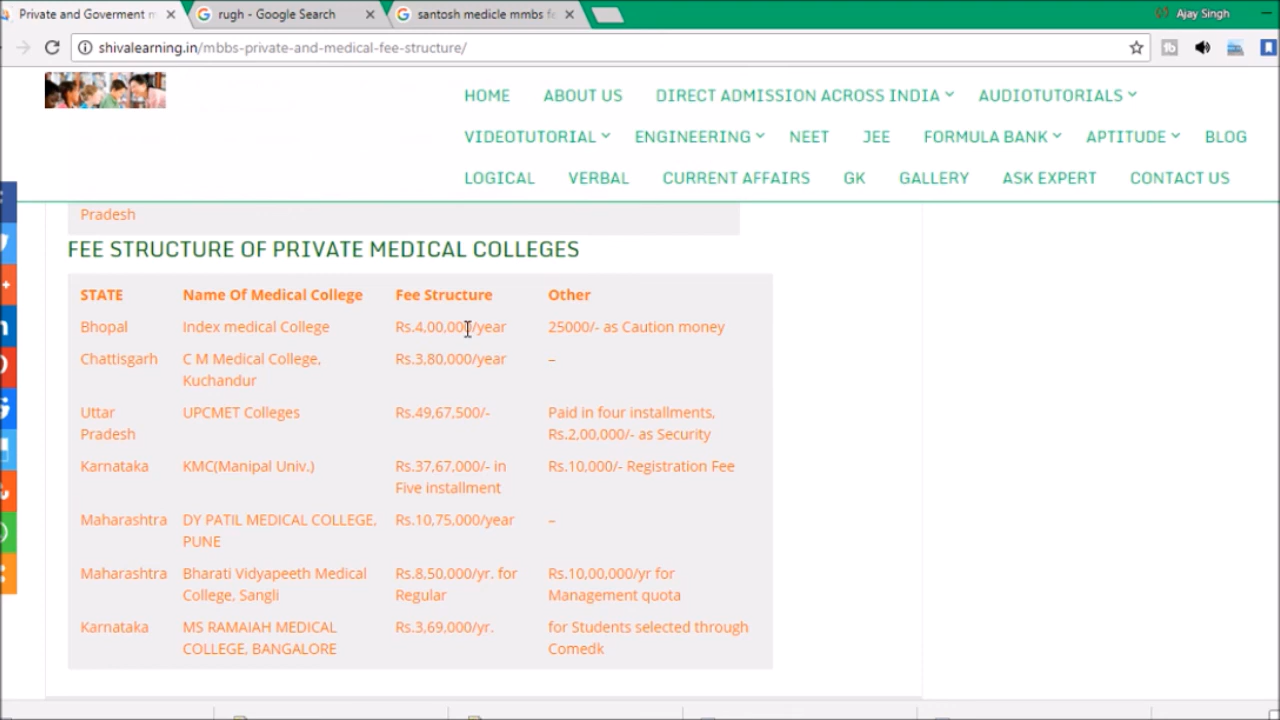 Private and Goverment m
rugh - Google Search
santosh medicle mmbs fe
Ajay Singh
shivalearning.in/mbbs-private-and-medical-fee-structure/
HOME ABOUT US DIRECT ADMISSION ACROSS INDIA AUDIOTUTORIALS
VIDEOTUTORIAL ENGINEERING NEET JEE FORMULA BANK APTITUDE BLOG
LOGICAL VERBAL CURRENT AFFAIRS GK GALLERY ASK EXPERT CONTACT US
Pradesh
FEE STRUCTURE OF PRIVATE MEDICAL COLLEGES
STATE Name Of Medical College Fee Structure Other
Bhopal Index medical College Rs.4,00,000/year 25000/- as Caution money
Chattisgarh C M Medical College, Rs.3,80,000/year –
Kuchandur
Uttar UPCMET Colleges Rs.49,67,500/- Paid in four installments,
Pradesh Rs.2,00,000/- as Security
Karnataka KMC(Manipal Univ.) Rs.37,67,000/- in Rs.10,000/- Registration Fee
Five installment
Maharashtra DY PATIL MEDICAL COLLEGE, Rs.10,75,000/year –
PUNE
Maharashtra Bharati Vidyapeeth Medical Rs.8,50,000/yr. for Rs.10,00,000/yr for
College, Sangli Regular Management quota
Karnataka MS RAMAIAH MEDICAL Rs.3,69,000/yr. for Students selected through
COLLEGE, BANGALORE Comedk